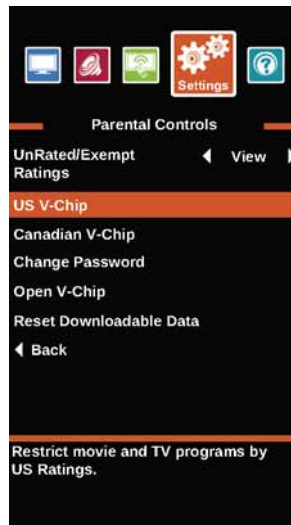 Settings
Parental Controls
UnRated/Exempt View
Ratings
US V-Chip
Canadian V-Chip
Change Password
Open V-Chip
Reset Downloadable Data
Back
Restrict movie and TV programs by
US Ratings.